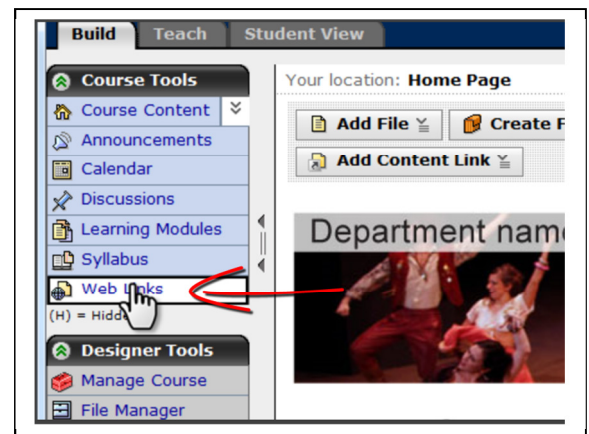 Build Teach Student View
Course Tools
Course Content
Announcements
Calendar
Discussions
Learning Modules
Syllabus
Web Links
(H) = Hidde
Designer Tools
Manage Course
File Manager
Your location: Home Page
Add File Create F
Add Content Link
Department name